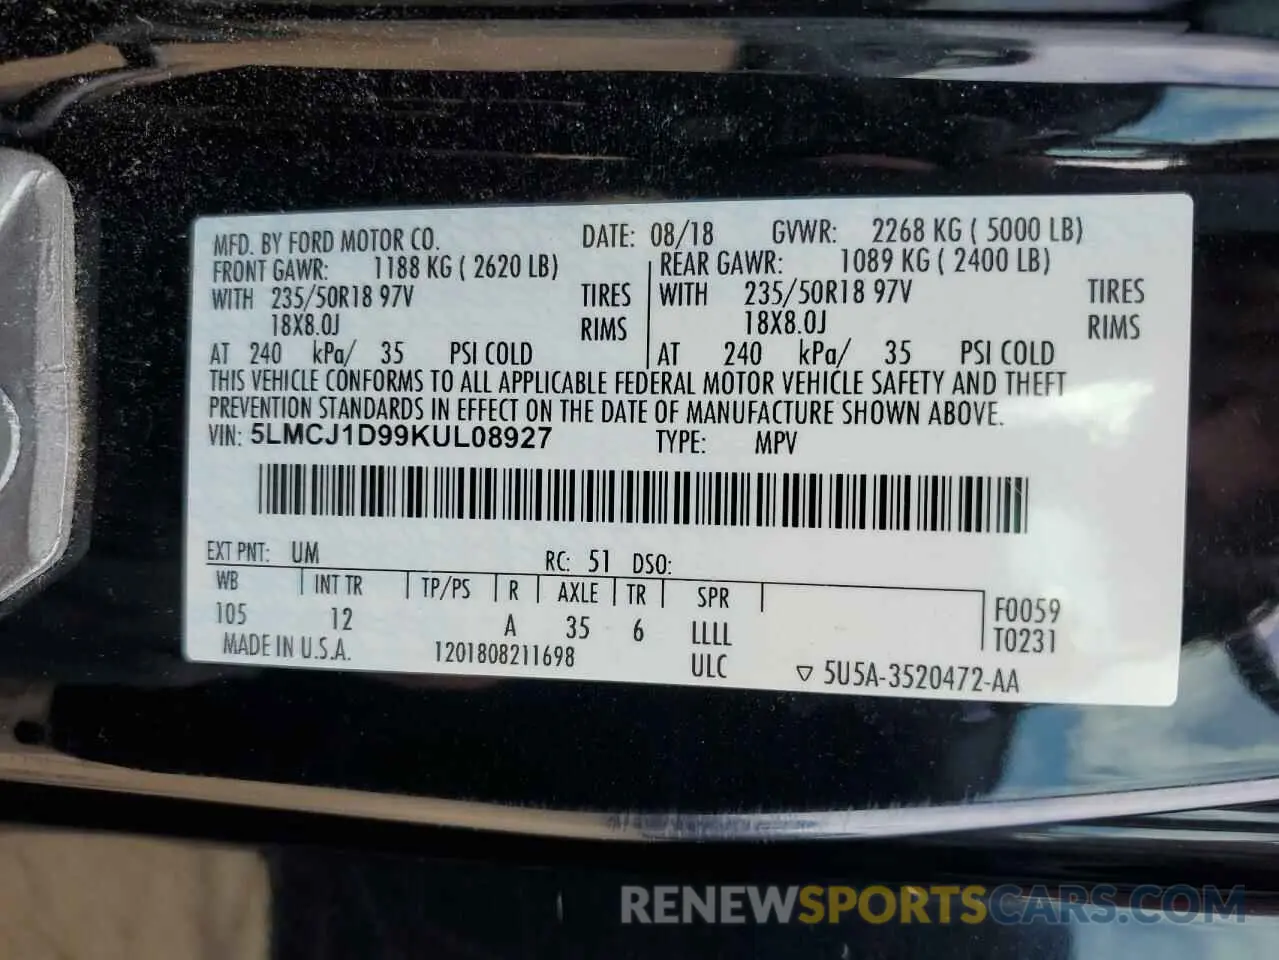 MFD. BY FORD MOTOR CO. DATE: 08/18 GVWR: 2268 KG ( 5000 LB)
FRONT GAWR: 1188 KG ( 2620 LB) REAR GAWR: 1089 KG ( 2400 LB)
WITH 235/50R18 97V TIRES WITH 235/50R18 97V TIRES
18X8.0J RIMS 18X8.0J RIMS
AT 240 kPa/ 35 PSI COLD AT 240 kPa/ 35 PSI COLD
THIS VEHICLE CONFORMS TO ALL APPLICABLE FEDERAL MOTOR VEHICLE SAFETY AND THEFT
PREVENTION STANDARDS IN EFFECT ON THE DATE OF MANUFACTURE SHOWN ABOVE.
VIN: 5LMCJ1D99KUL08927 TYPE: MPV
EXT PNT: UM RC: 51 DSO:
WB INT TR TP/PS R AXLE TR SPR F0059
105 12 A 35 6 LLLL T0231
MADE IN U.S.A. 1201808211698 ULC ▽ 5U5A-3520472-AA
RENEWSPORTSCARS.COM